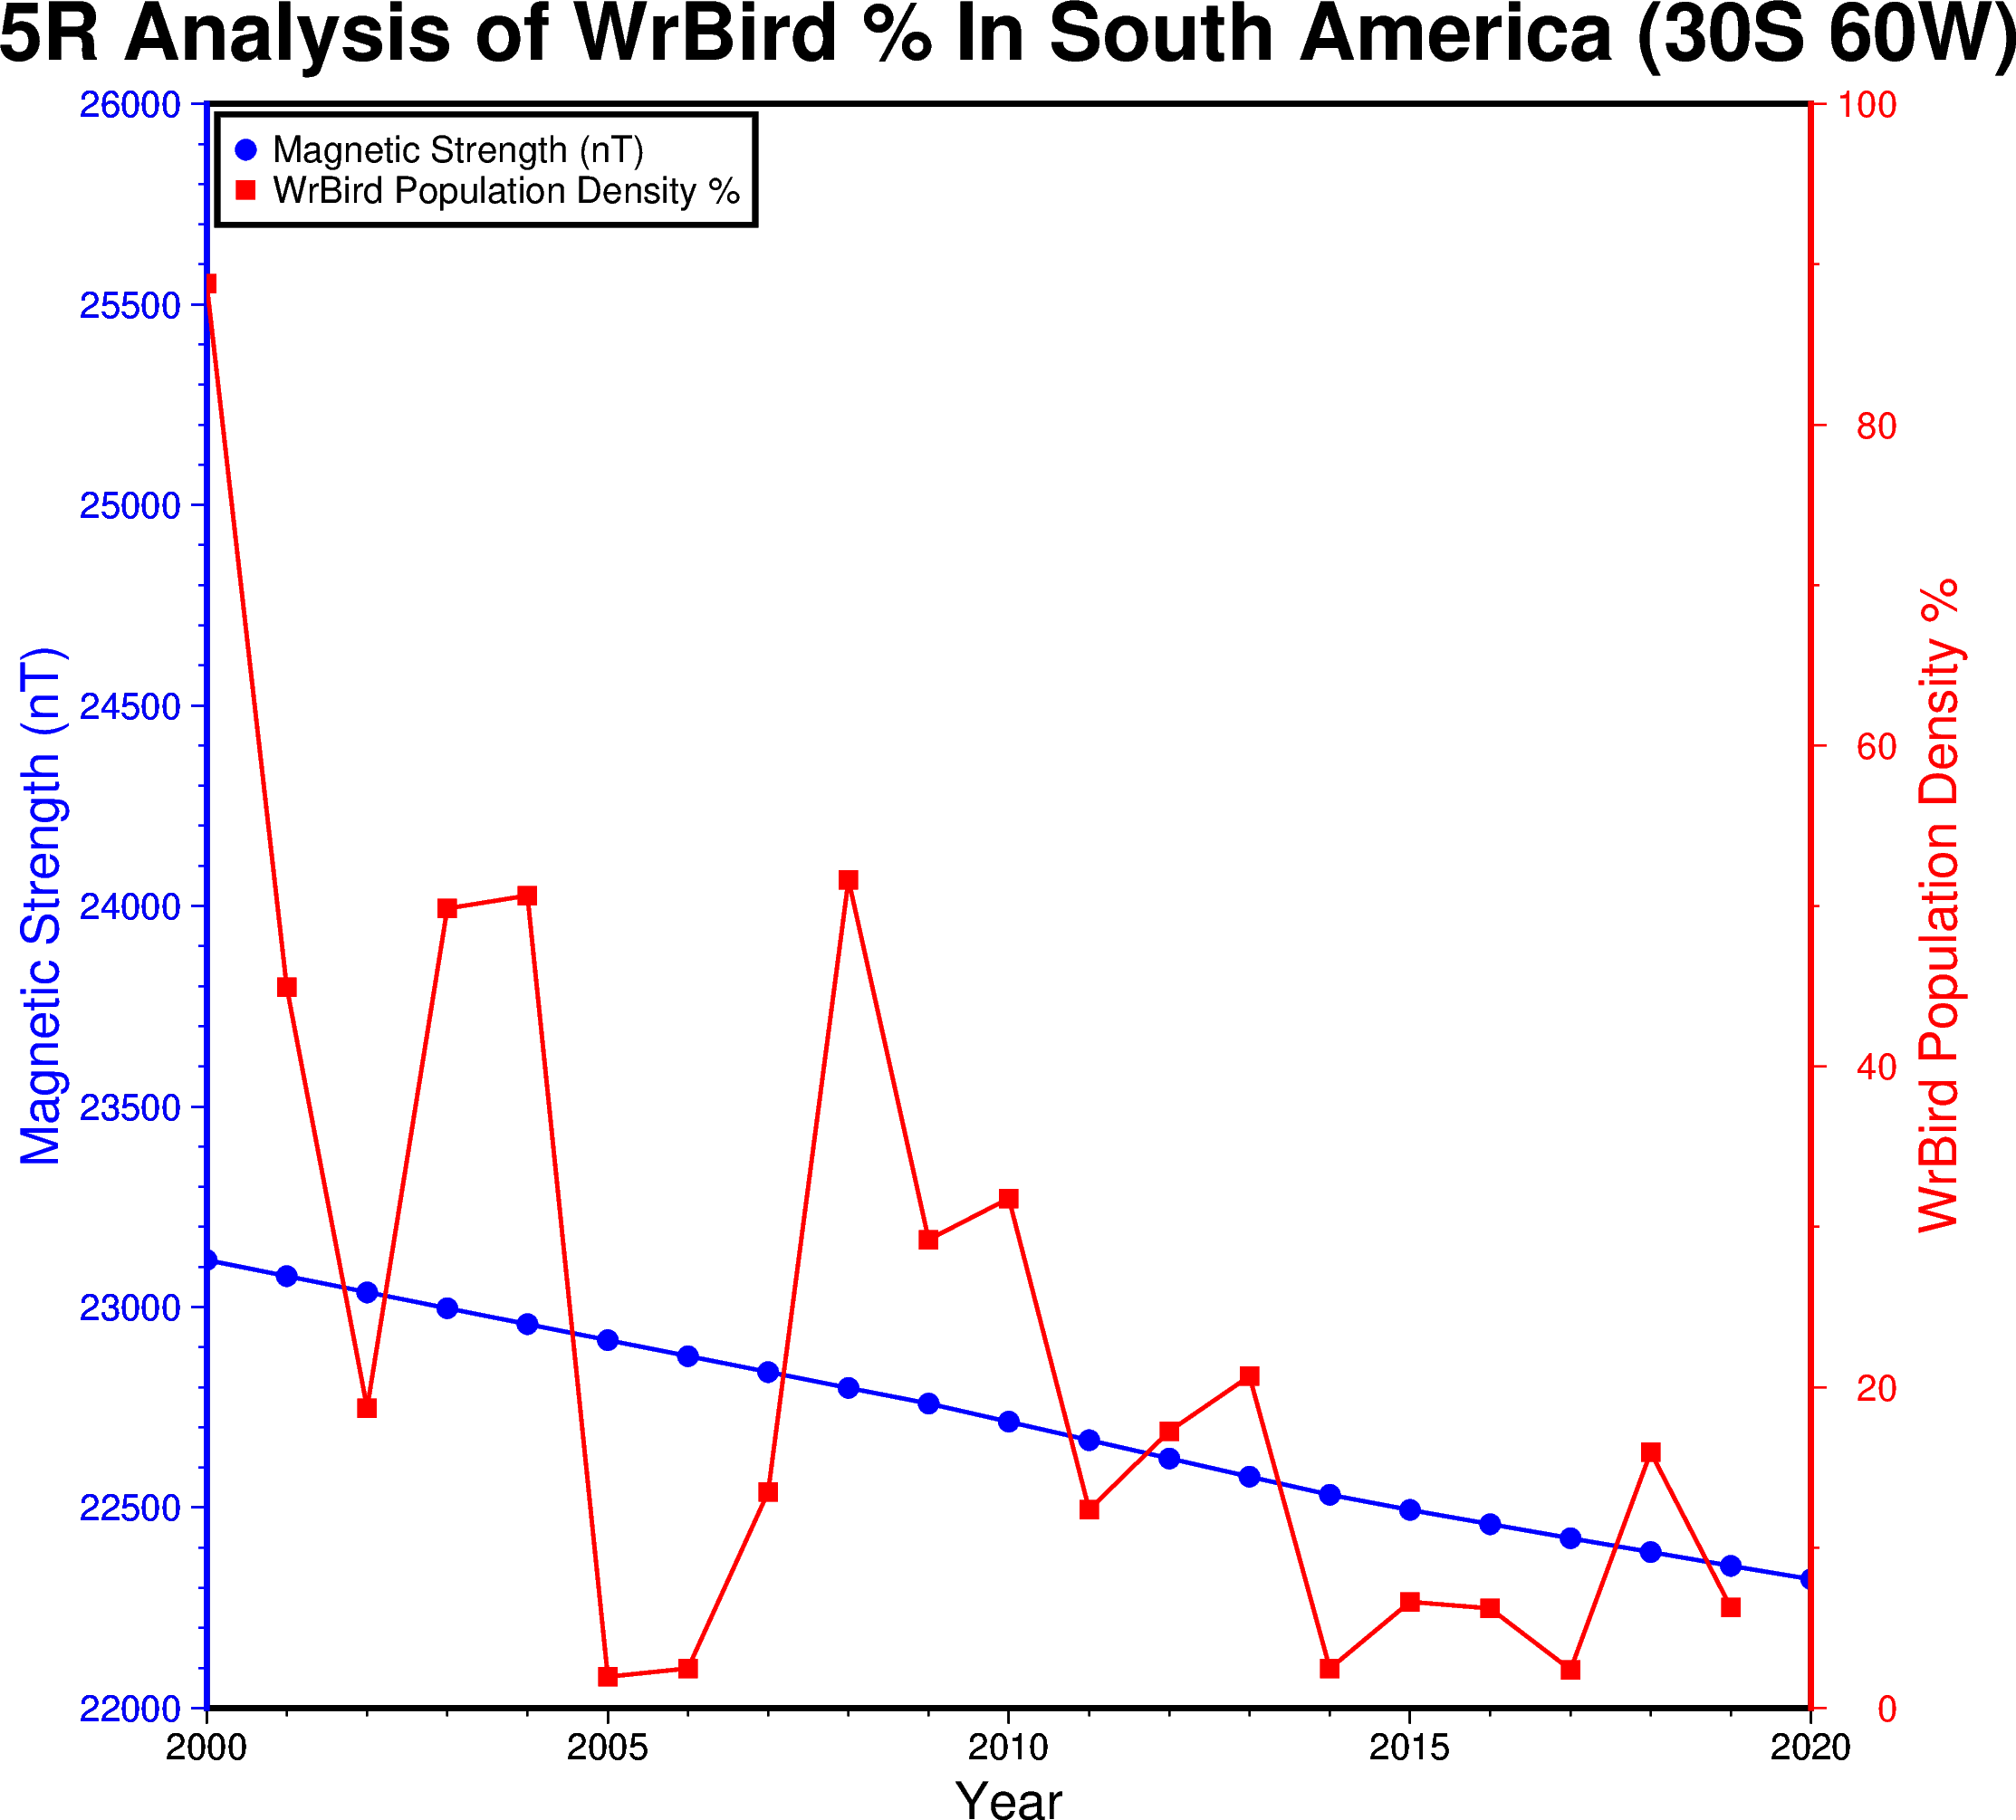 5R Analysis of WrBird % In South America (30S 60W)
Magnetic Strength (nT)
WrBird Population Density %
26000
25500
25000
24500
24000
23500
23000
22500
22000
Magnetic Strength (nT)
100
80
60
40
20
0
WrBird Population Density %
2000 2005 2010 2015 2020
Year